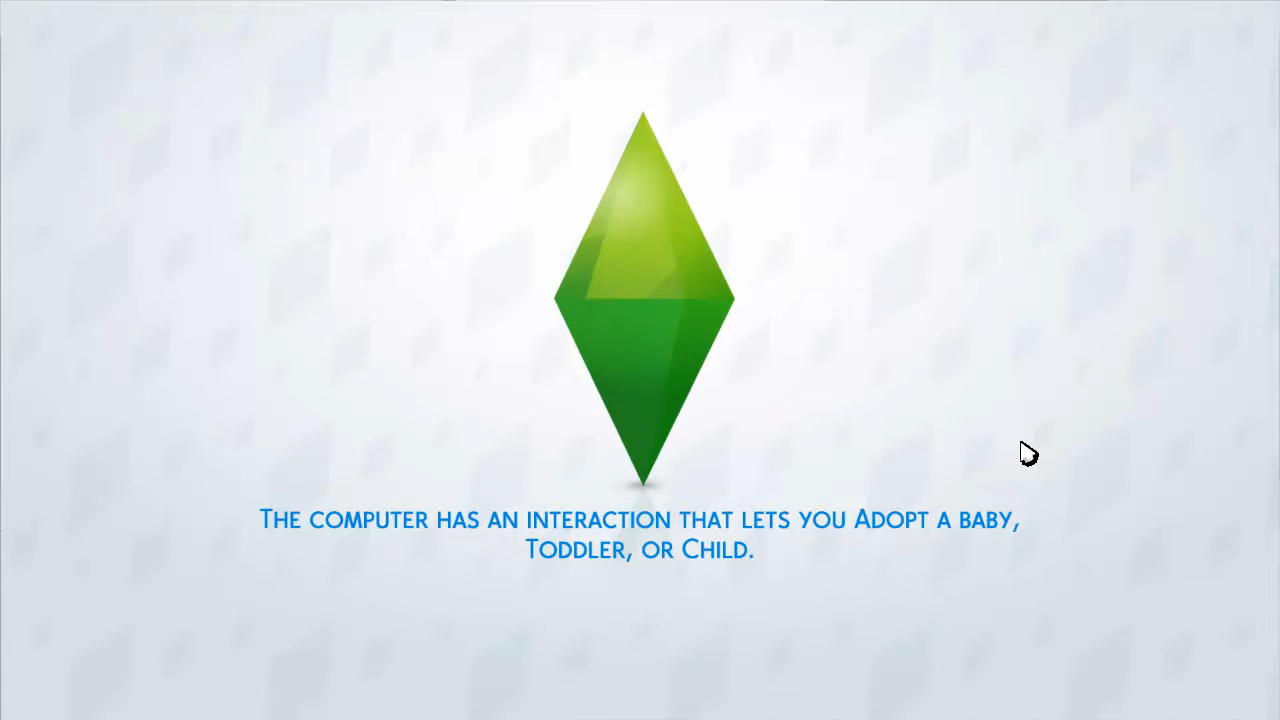 The computer has an interaction that lets you Adopt a baby,
Toddler, or Child.